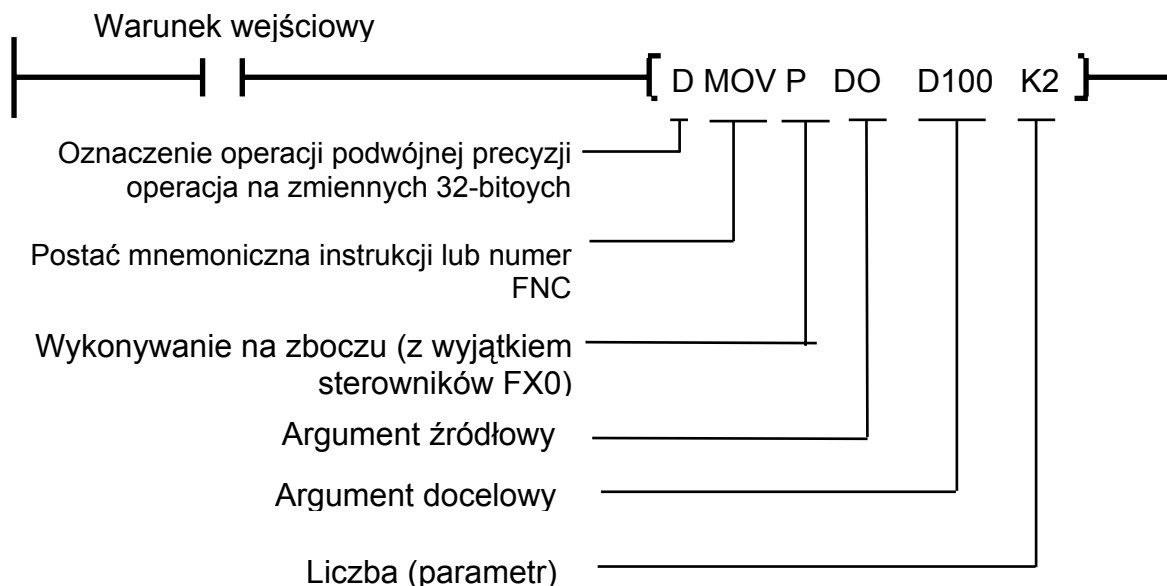 Warunek wejściowy
[ D MOV P DO D100 K2 ]
Oznaczenie operacji podwójnej precyzji
operacja na zmiennych 32-bitoych
Postać mnemoniczna instrukcji lub numer
FNC
Wykonywanie na zboczu (z wyjątkiem
sterowników FX0)
Argument źródłowy
Argument docelowy
Liczba (parametr)